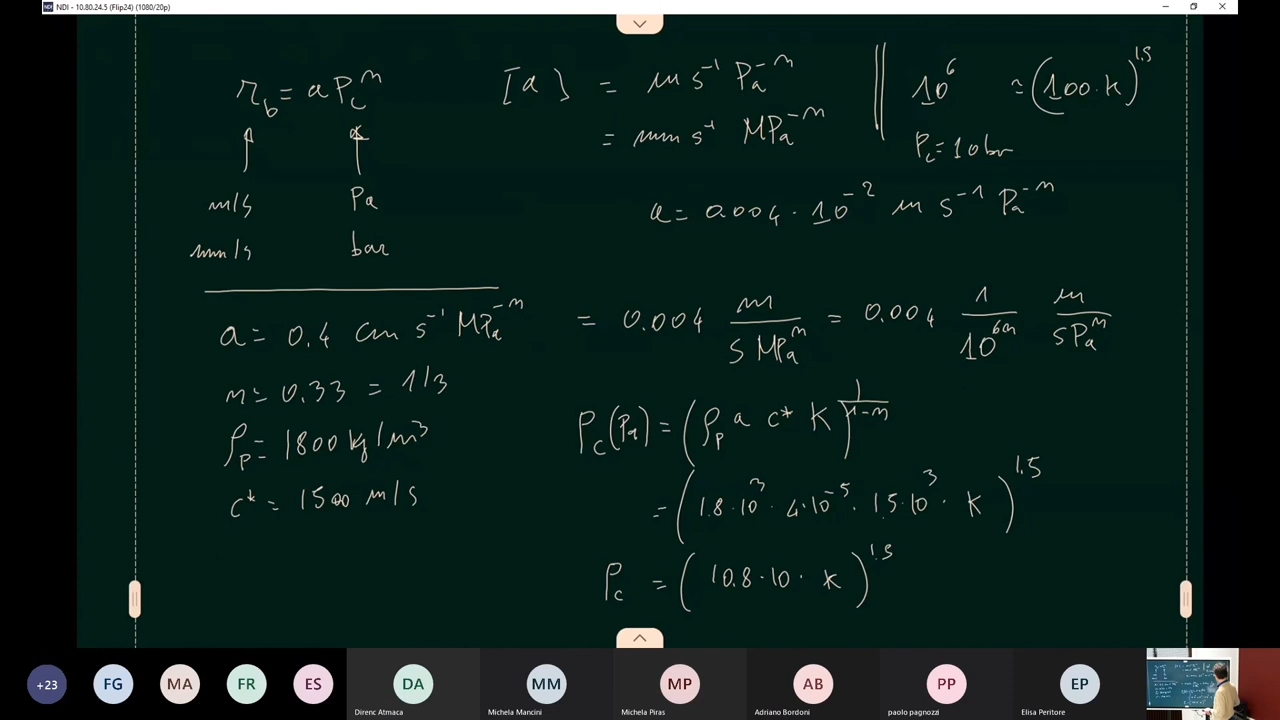 NDI - 10.80.24.5 (Flip24) (1080/20p)
r_b = a P_c^n
[a] = m s^-1 Pa^-n
10^6 ≈ (100·K)^1.5
= mm s^-1 MPa^-n
P_c = 10 bar
m/s Pa
a = 0.004 · 10^-2 m s^-1 Pa^-n
mm/s bar
a = 0.4 cm s^-1 MPa^-n = 0.004 m / s MPa^n = 0.004 1 / 10^6n m / s Pa^n
n = 0.33 = 1/3
P_c (Pa) = (ρ_p a c* K)^1/1-n
ρ_p = 1800 kg/m^3
c* = 1500 m/s
= (1.8·10^3 · 4·10^-5 · 1.5·10^3 · K)^1.5
P_c = (10.8·10· K)^1.5
+23 FG MA FR ES DA MM MP AB PP EP
Direnc Atmaca Michela Mancini Michela Piras Adriano Bordoni paolo pagnozzi Elisa Peritore